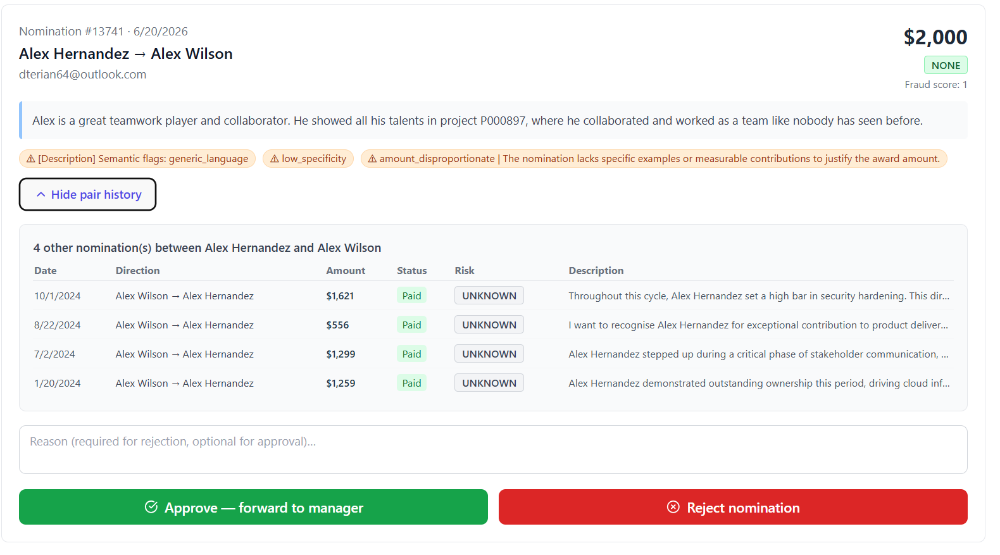 Nomination #13741 · 6/20/2026
Alex Hernandez → Alex Wilson
dterian64@outlook.com
$2,000
NONE
Fraud score: 1
Alex is a great teamwork player and collaborator. He showed all his talents in project P000897, where he collaborated and worked as a team like nobody has seen before.
⚠ [Description] Semantic flags: generic_language ⚠ low_specificity ⚠ amount_disproportionate | The nomination lacks specific examples or measurable contributions to justify the award amount.
Hide pair history
4 other nomination(s) between Alex Hernandez and Alex Wilson
Date Direction Amount Status Risk Description
10/1/2024 Alex Wilson → Alex Hernandez $1,621 Paid UNKNOWN Throughout this cycle, Alex Hernandez set a high bar in security hardening. This dir...
8/22/2024 Alex Wilson → Alex Hernandez $556 Paid UNKNOWN I want to recognise Alex Hernandez for exceptional contribution to product deliver...
7/2/2024 Alex Wilson → Alex Hernandez $1,299 Paid UNKNOWN Alex Hernandez stepped up during a critical phase of stakeholder communication, ...
1/20/2024 Alex Wilson → Alex Hernandez $1,259 Paid UNKNOWN Alex Hernandez demonstrated outstanding ownership this period, driving cloud inf...
Reason (required for rejection, optional for approval)...
Approve — forward to manager
Reject nomination